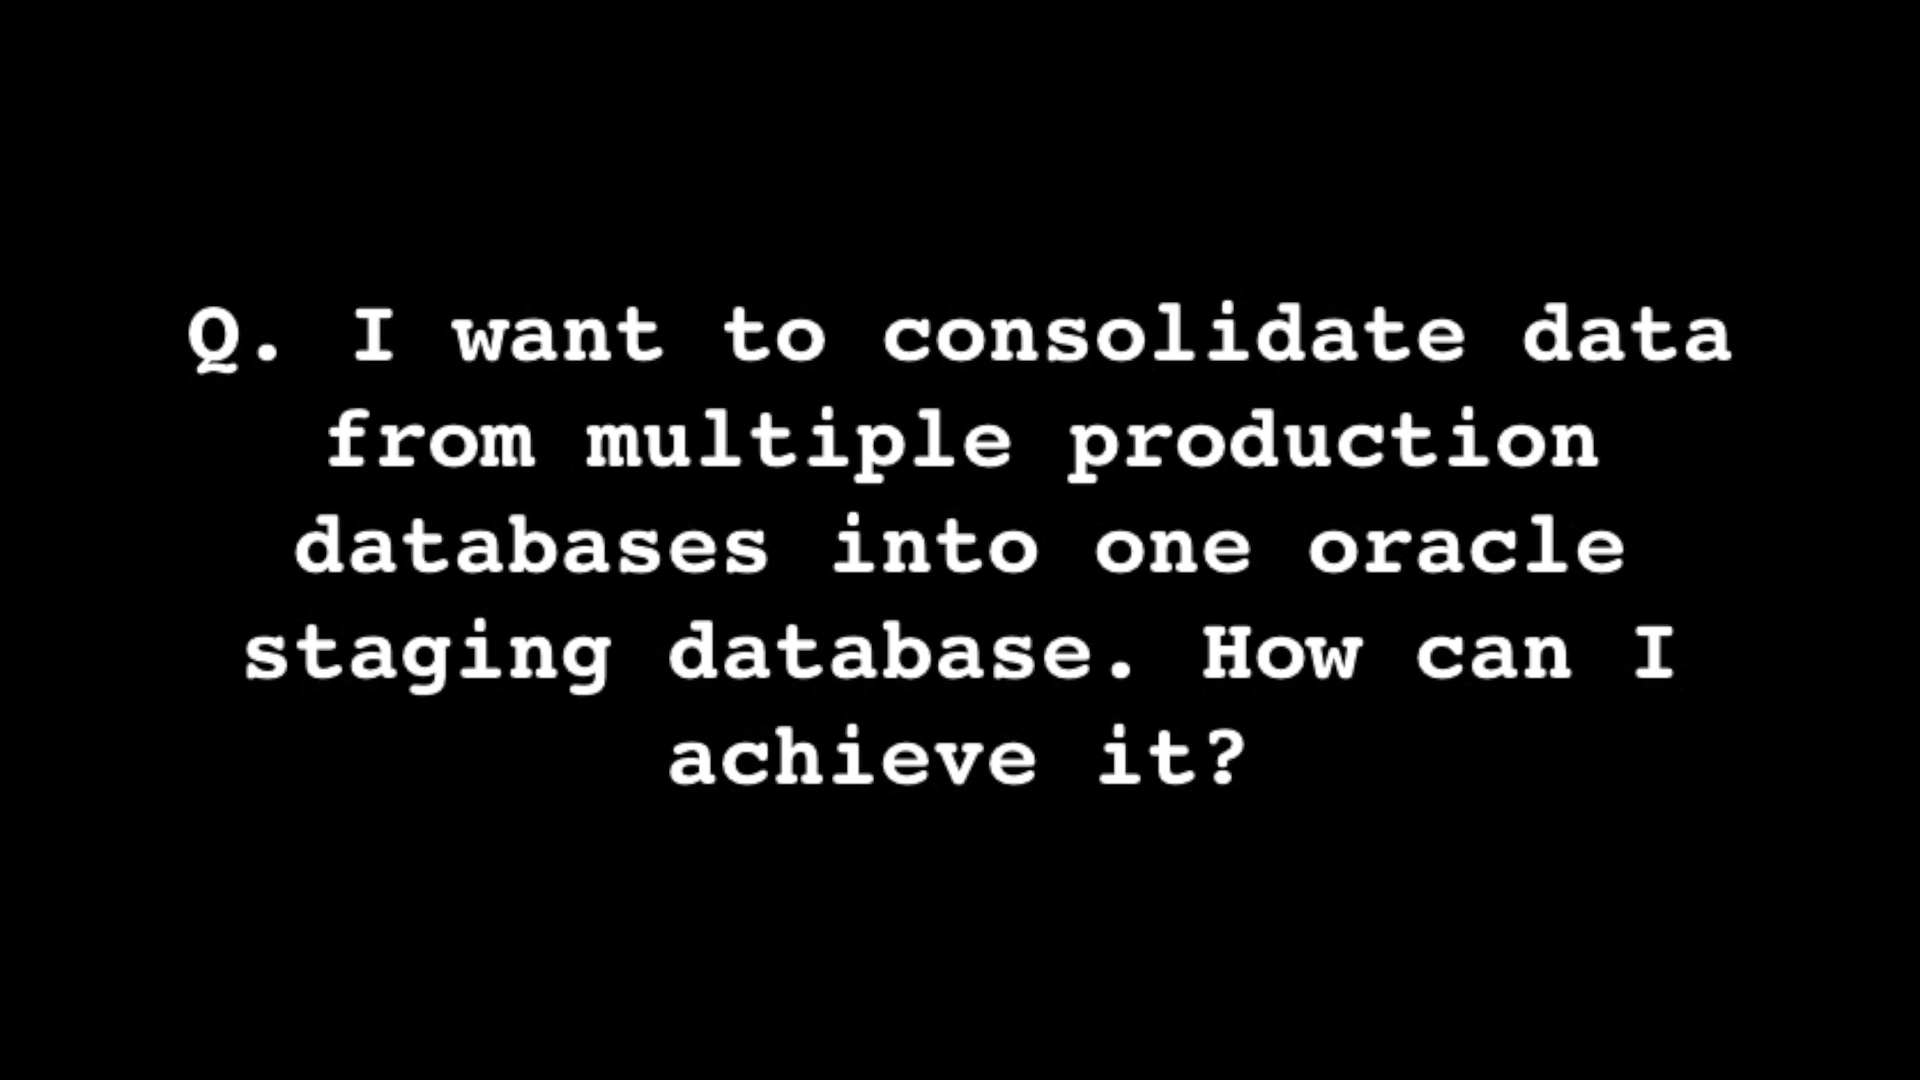 Q. I want to consolidate data
from multiple production
databases into one oracle
staging database. How can I
achieve it?